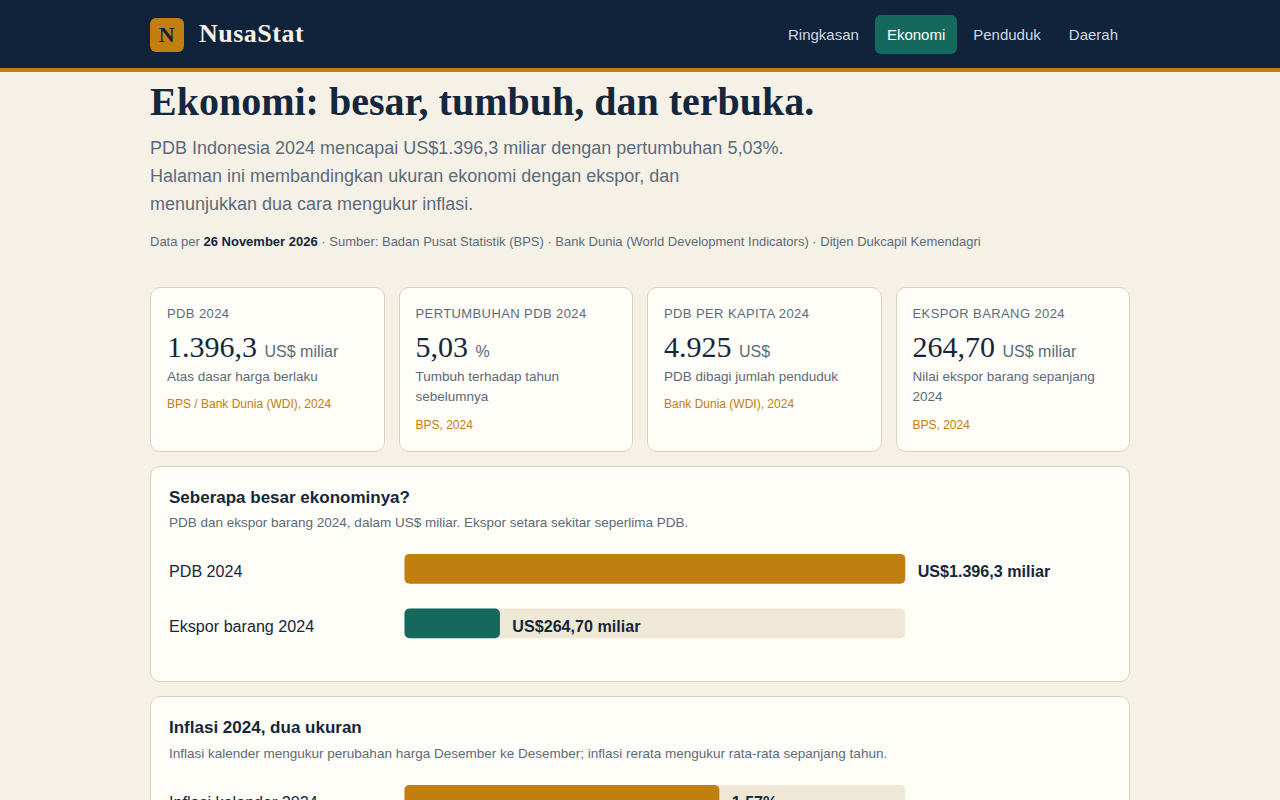 N NusaStat
Ringkasan Ekonomi Penduduk Daerah
Ekonomi: besar, tumbuh, dan terbuka.
PDB Indonesia 2024 mencapai US$1.396,3 miliar dengan pertumbuhan 5,03%.
Halaman ini membandingkan ukuran ekonomi dengan ekspor, dan
menunjukkan dua cara mengukur inflasi.
Data per 26 November 2026 · Sumber: Badan Pusat Statistik (BPS) · Bank Dunia (World Development Indicators) · Ditjen Dukcapil Kemendagri
PDB 2024
1.396,3 US$ miliar
Atas dasar harga berlaku
BPS / Bank Dunia (WDI), 2024
PERTUMBUHAN PDB 2024
5,03 %
Tumbuh terhadap tahun
sebelumnya
BPS, 2024
PDB PER KAPITA 2024
4.925 US$
PDB dibagi jumlah penduduk
Bank Dunia (WDI), 2024
EKSPOR BARANG 2024
264,70 US$ miliar
Nilai ekspor barang sepanjang
2024
BPS, 2024
Seberapa besar ekonominya?
PDB dan ekspor barang 2024, dalam US$ miliar. Ekspor setara sekitar seperlima PDB.
PDB 2024 US$1.396,3 miliar
Ekspor barang 2024 US$264,70 miliar
Inflasi 2024, dua ukuran
Inflasi kalender mengukur perubahan harga Desember ke Desember; inflasi rerata mengukur rata-rata sepanjang tahun.
Inflasi kalender 2024 1,57%